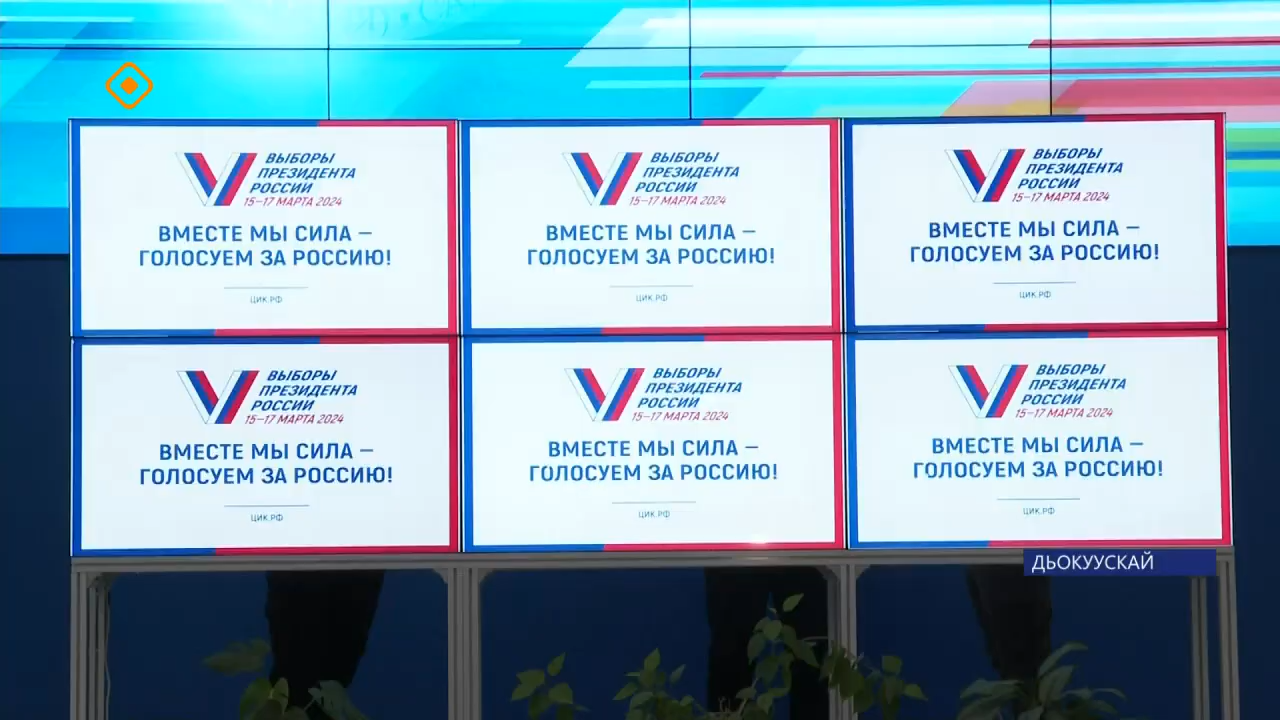 ВЫБОРЫ
ПРЕЗИДЕНТА
РОССИИ
15–17 МАРТА 2024
ВМЕСТЕ МЫ СИЛА –
ГОЛОСУЕМ ЗА РОССИЮ!
ЦИК.РФ
ВЫБОРЫ
ПРЕЗИДЕНТА
РОССИИ
15–17 МАРТА 2024
ВМЕСТЕ МЫ СИЛА –
ГОЛОСУЕМ ЗА РОССИЮ!
ЦИК.РФ
ВЫБОРЫ
ПРЕЗИДЕНТА
РОССИИ
15–17 МАРТА 2024
ВМЕСТЕ МЫ СИЛА –
ГОЛОСУЕМ ЗА РОССИЮ!
ЦИК.РФ
ВЫБОРЫ
ПРЕЗИДЕНТА
РОССИИ
15–17 МАРТА 2024
ВМЕСТЕ МЫ СИЛА –
ГОЛОСУЕМ ЗА РОССИЮ!
ЦИК.РФ
ВЫБОРЫ
ПРЕЗИДЕНТА
РОССИИ
15–17 МАРТА 2024
ВМЕСТЕ МЫ СИЛА –
ГОЛОСУЕМ ЗА РОССИЮ!
ЦИК.РФ
ВЫБОРЫ
ПРЕЗИДЕНТА
РОССИИ
15–17 МАРТА 2024
ВМЕСТЕ МЫ СИЛА –
ГОЛОСУЕМ ЗА РОССИЮ!
ЦИК.РФ
ДЬОКУУСКАЙ